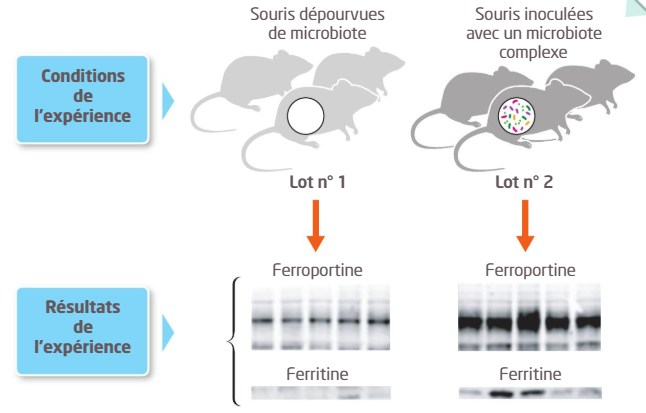 Souris dépourvues
de microbiote
Souris inoculées
avec un microbiote
complexe
Conditions
de
l'expérience
Lot n° 1
Lot n° 2
Ferroportine
Ferroportine
Résultats
de
l'expérience
Ferritine
Ferritine